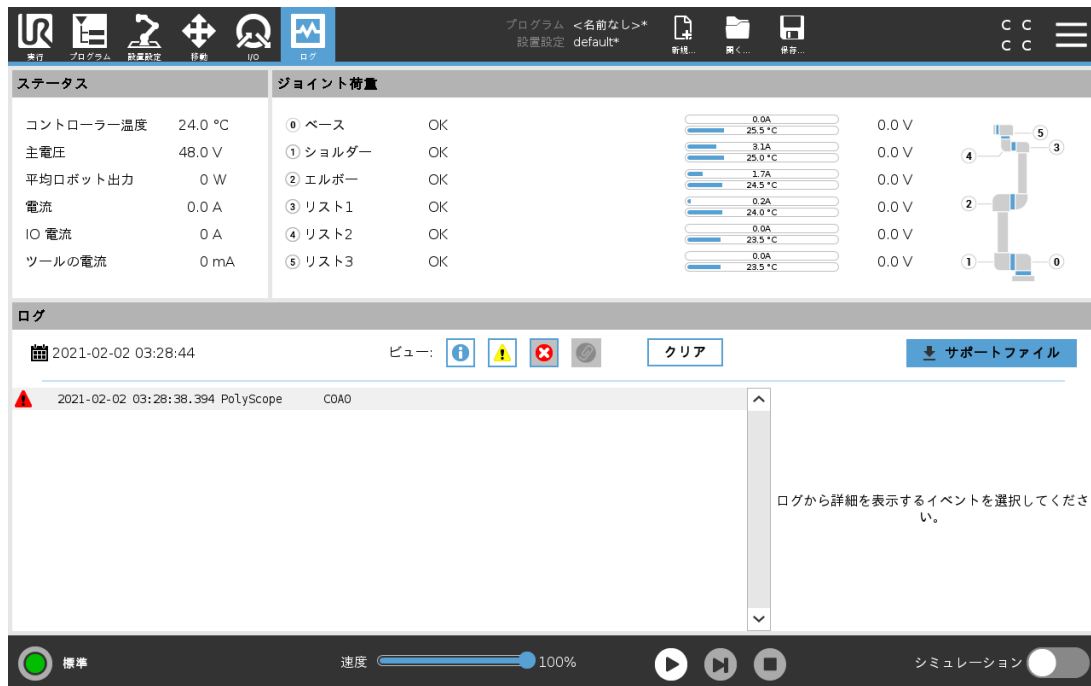 プログラム <名前なし>*
設置設定 default*
UR
実行 プログラム 設置設定 移動 I/O ログ 新規... 開く... 保存...
C C
C C
ステータス
コントローラー温度 24.0 °C
主電圧 48.0 V
平均ロボット出力 0 W
電流 0.0 A
IO 電流 0 A
ツールの電流 0 mA
ジョイント荷重
0 ベース OK 0.0A 25.5 °C 0.0 V
1 ショルダー OK 3.1A 25.0 °C 0.0 V
2 エルボー OK 1.7A 24.5 °C 0.0 V
3 リスト1 OK 0.2A 24.0 °C 0.0 V
4 リスト2 OK 0.0A 23.5 °C 0.0 V
5 リスト3 OK 0.0A 23.5 °C 0.0 V
5
4 3
2
1 0
ログ
2021-02-02 03:28:44 ビュー: クリア サポートファイル
2021-02-02 03:28:38.394 PolyScope C0A0
ログから詳細を表示するイベントを選択してくださ
い。
標準 速度 100% シミュレーション